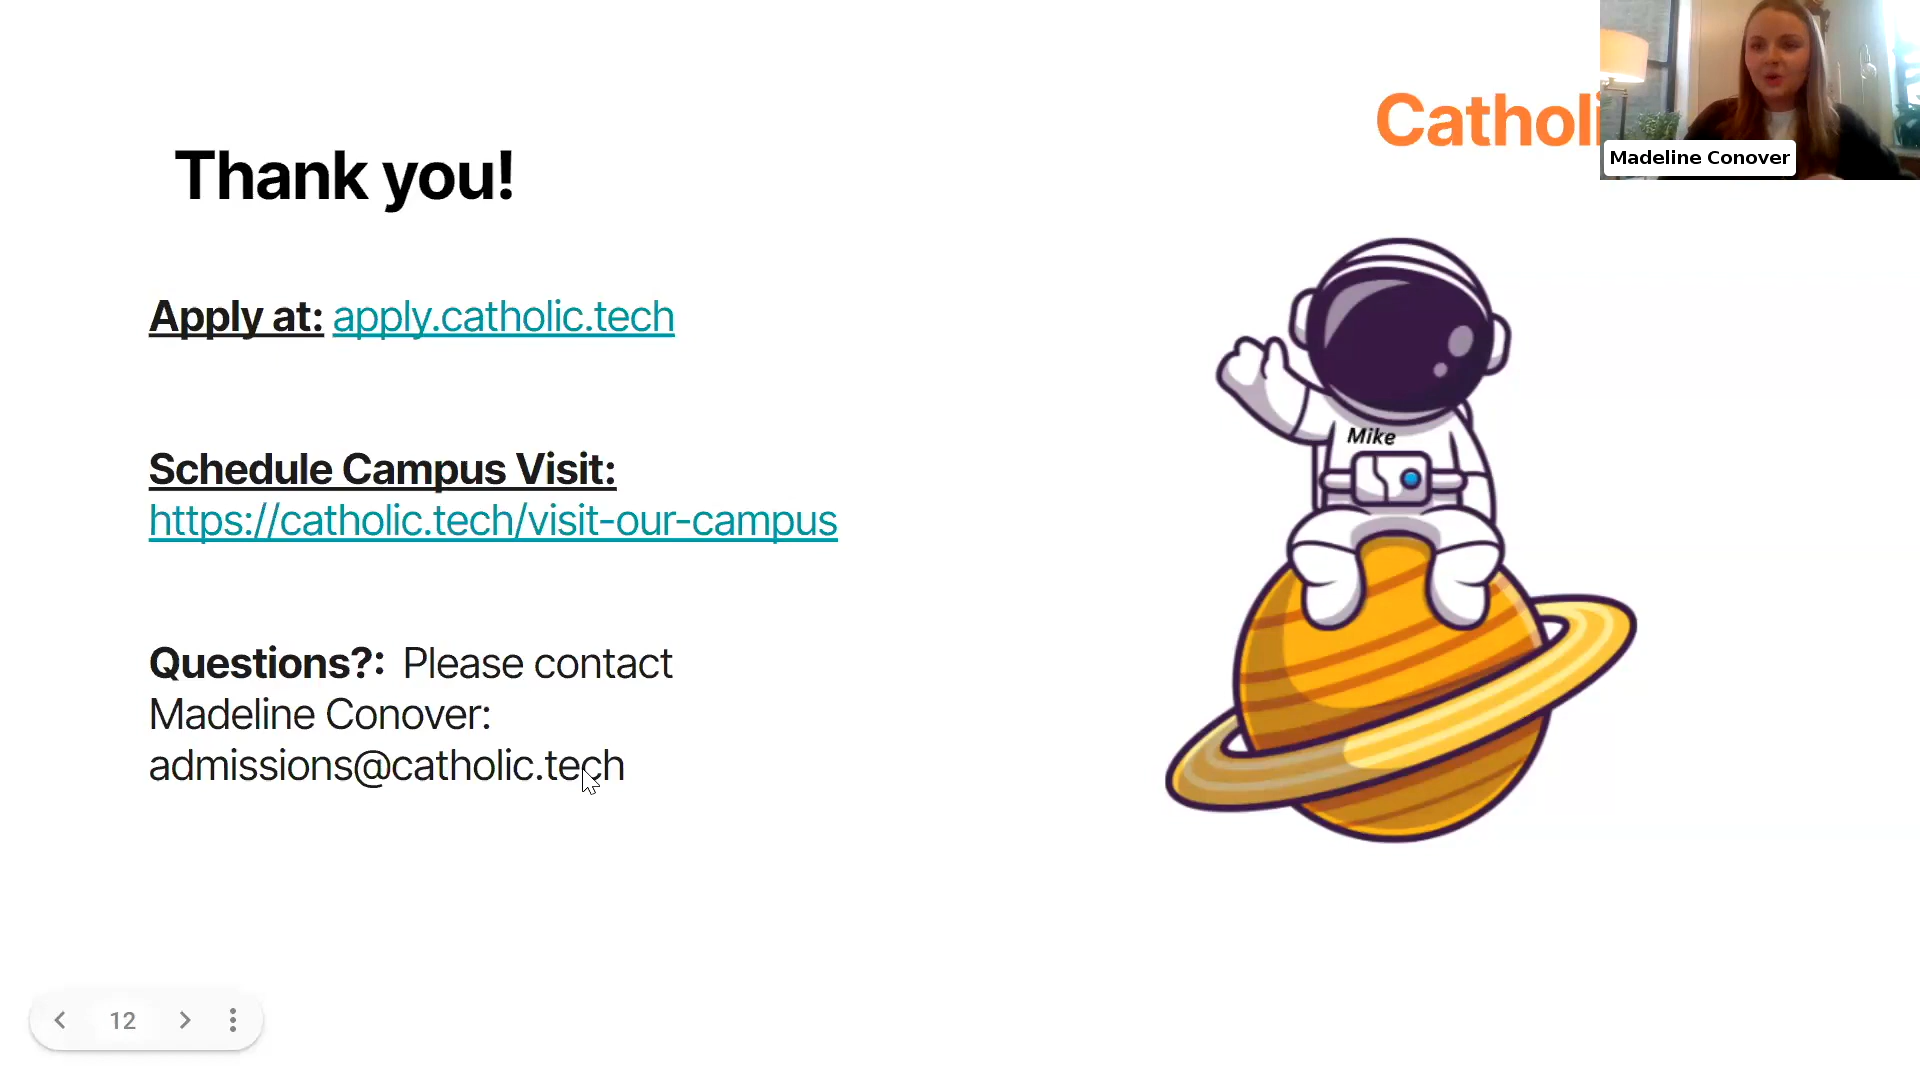 Catholi
Madeline Conover
Thank you!
Apply at: apply.catholic.tech
Schedule Campus Visit:
https://catholic.tech/visit-our-campus
Questions?: Please contact
Madeline Conover:
admissions@catholic.tech
Mike
12